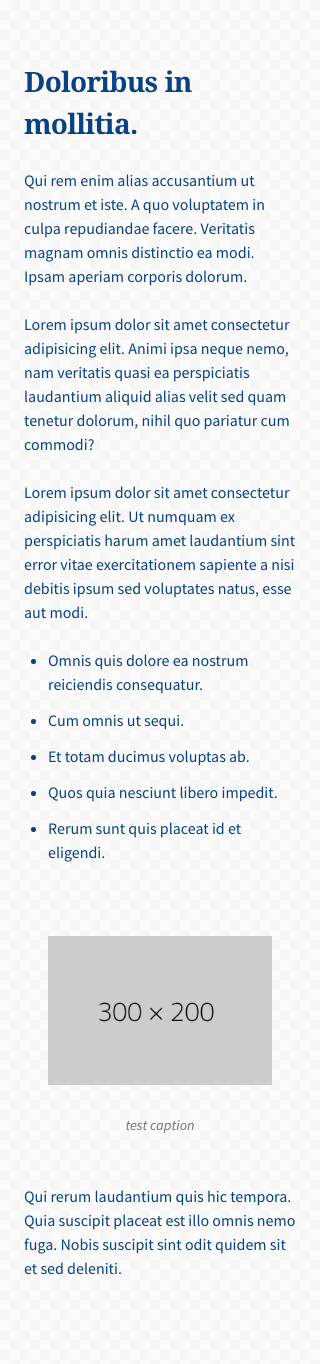 Doloribus in
mollitia.
Qui rem enim alias accusantium ut
nostrum et iste. A quo voluptatem in
culpa repudiandae facere. Veritatis
magnam omnis distinctio ea modi.
Ipsam aperiam corporis dolorum.
Lorem ipsum dolor sit amet consectetur
adipisicing elit. Animi ipsa neque nemo,
nam veritatis quasi ea perspiciatis
laudantium aliquid alias velit sed quam
tenetur dolorum, nihil quo pariatur cum
commodi?
Lorem ipsum dolor sit amet consectetur
adipisicing elit. Ut numquam ex
perspiciatis harum amet laudantium sint
error vitae exercitationem sapiente a nisi
debitis ipsum sed voluptates natus, esse
aut modi.
• Omnis quis dolore ea nostrum
reiciendis consequatur.
• Cum omnis ut sequi.
• Et totam ducimus voluptas ab.
• Quos quia nesciunt libero impedit.
• Rerum sunt quis placeat id et
eligendi.
300 × 200
test caption
Qui rerum laudantium quis hic tempora.
Quia suscipit placeat est illo omnis nemo
fuga. Nobis suscipit sint odit quidem sit
et sed deleniti.